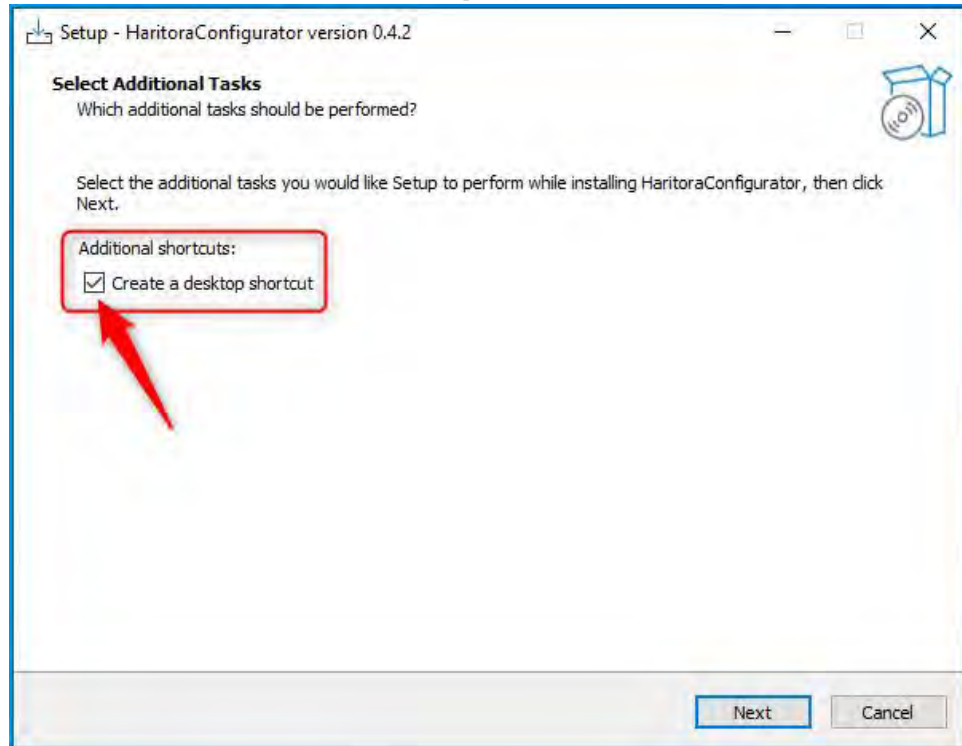 Setup - HaritoraConfigurator version 0.4.2
Select Additional Tasks
Which additional tasks should be performed?
Select the additional tasks you would like Setup to perform while installing HaritoraConfigurator, then click
Next.
Additional shortcuts:
Create a desktop shortcut
Next
Cancel